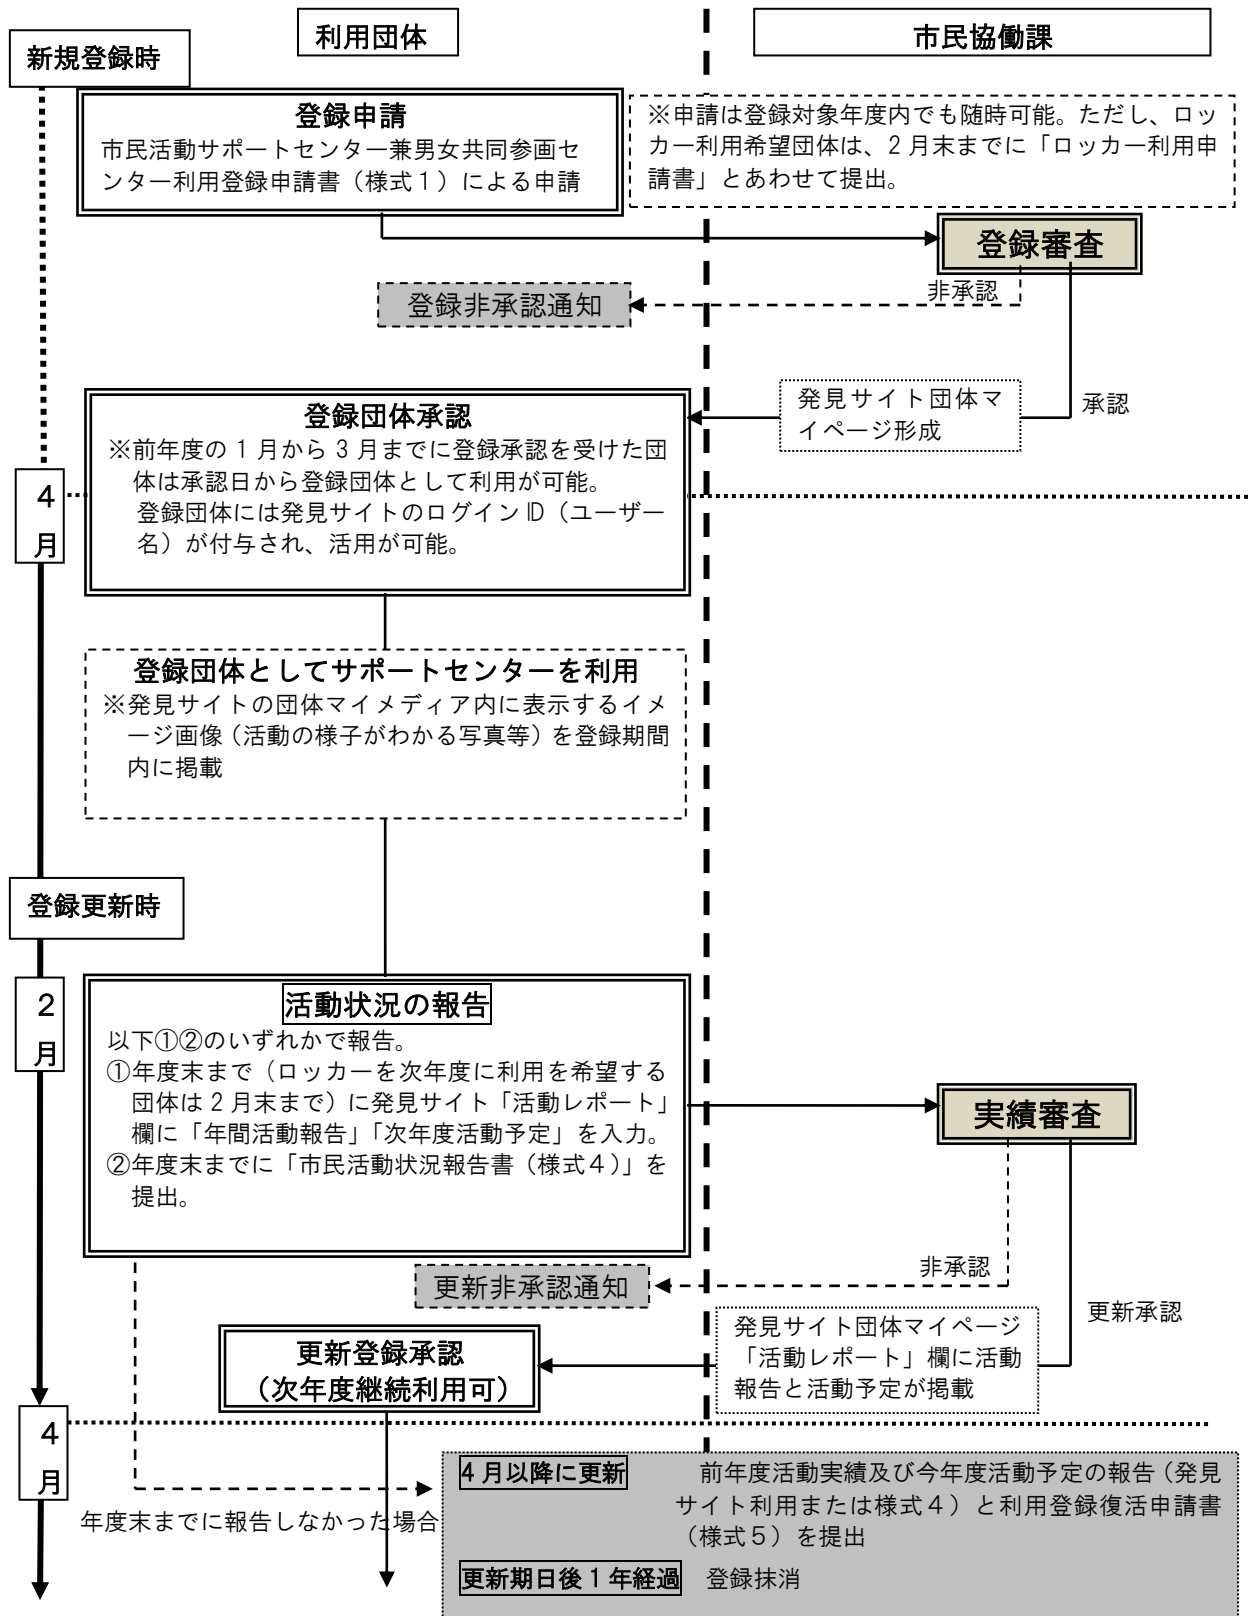 利用団体
市民協働課
新規登録時
登録申請
市民活動サポートセンター兼男女共同参画セ
ンター利用登録申請書（様式１）による申請
※申請は登録対象年度内でも随時可能。ただし、ロッ
カー利用希望団体は、2月末までに「ロッカー利用申
請書」とあわせて提出。
登録審査
非承認
登録非承認通知
発見サイト団体マ
イページ形成
承認
登録団体承認
※前年度の1月から3月までに登録承認を受けた団
体は承認日から登録団体として利用が可能。
登録団体には発見サイトのログインID（ユーザー
名）が付与され、活用が可能。
4
月
登録団体としてサポートセンターを利用
※発見サイトの団体マイメディア内に表示するイメ
ージ画像（活動の様子がわかる写真等）を登録期間
内に掲載
登録更新時
2
月
活動状況の報告
以下①②のいずれかで報告。
①年度末まで（ロッカーを次年度に利用を希望する
団体は2月末まで）に発見サイト「活動レポート」
欄に「年間活動報告」「次年度活動予定」を入力。
②年度末までに「市民活動状況報告書（様式４）」を
提出。
実績審査
非承認
更新非承認通知
更新承認
発見サイト団体マイページ
「活動レポート」欄に活動
報告と活動予定が掲載
更新登録承認
（次年度継続利用可）
4
月
年度末までに報告しなかった場合
4月以降に更新　前年度活動実績及び今年度活動予定の報告（発見
サイト利用または様式４）と利用登録復活申請書
（様式５）を提出
更新期日後1年経過　登録抹消